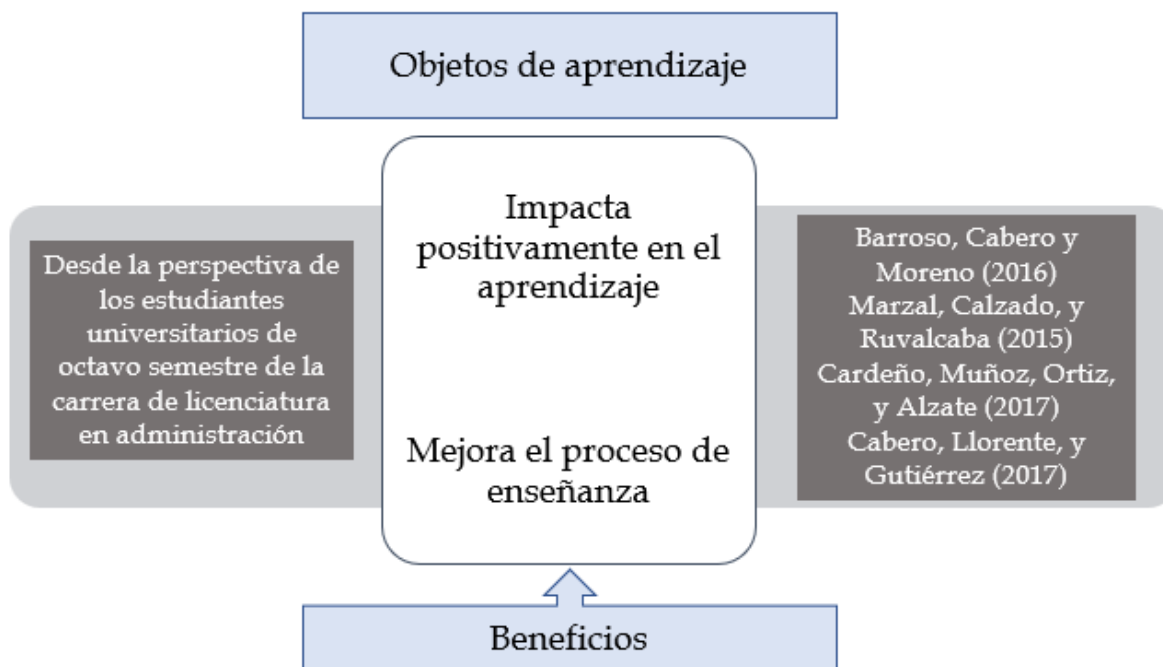 Objetos de aprendizaje
Desde la perspectiva de
los estudiantes
universitarios de
octavo semestre de la
carrera de licenciatura
en administración
Impacta
positivamente en el
aprendizaje
Mejora el proceso de
enseñanza
Barroso, Cabero y
Moreno (2016)
Marzal, Calzado, y
Ruvalcaba (2015)
Cardeño, Muñoz, Ortiz,
y Alzate (2017)
Cabero, Llorente, y
Gutiérrez (2017)
Beneficios